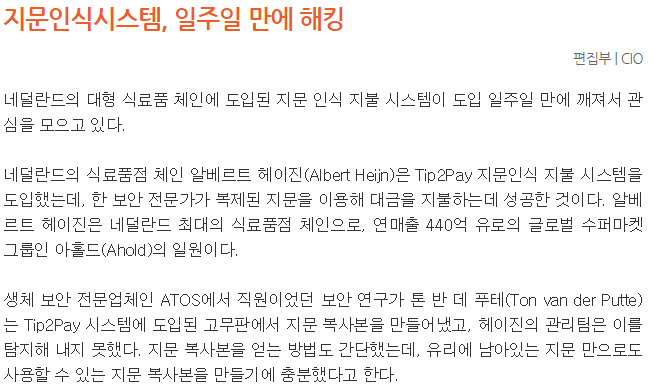 지문인식시스템, 일주일 만에 해킹
편집부 | CIO
네덜란드의 대형 식료품 체인에 도입된 지문 인식 지불 시스템이 도입 일주일 만에 깨져서 관
심을 모으고 있다.
네덜란드의 식료품점 체인 알베르트 헤이진(Albert Heijn)은 Tip2Pay 지문인식 지불 시스템을
도입했는데, 한 보안 전문가가 복제된 지문을 이용해 대금을 지불하는데 성공한 것이다. 알베
르트 헤이진은 네덜란드 최대의 식료품점 체인으로, 연매출 440억 유로의 글로벌 수퍼마켓
그룹인 아홀드(Ahold)의 일원이다.
생체 보안 전문업체인 ATOS에서 직원이었던 보안 연구가 톤 반 데 푸테(Ton van der Putte)
는 Tip2Pay 시스템에 도입된 고무판에서 지문 복사본을 만들어냈고, 헤이진의 관리팀은 이를
탐지해 내지 못했다. 지문 복사본을 얻는 방법도 간단했는데, 유리에 남아있는 지문 만으로도
사용할 수 있는 지문 복사본을 만들기에 충분했다고 한다.